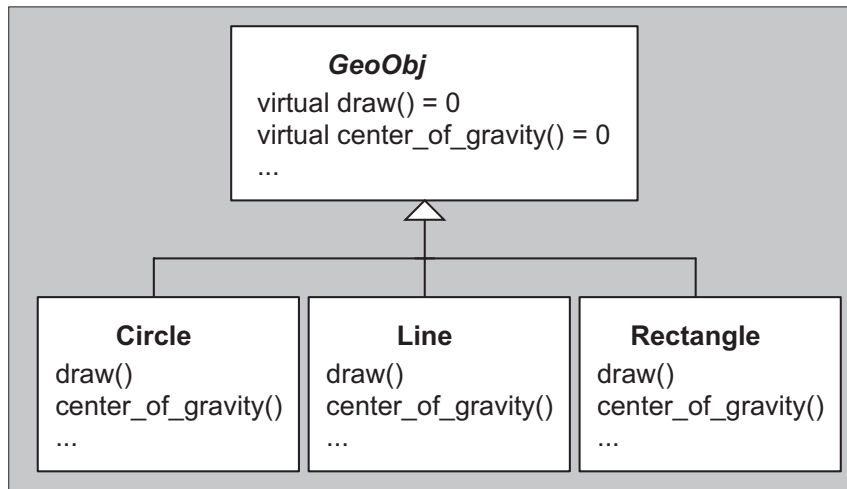 GeoObj
virtual draw() = 0
virtual center_of_gravity() = 0
...
Circle
draw()
center_of_gravity()
...
Line
draw()
center_of_gravity()
...
Rectangle
draw()
center_of_gravity()
...